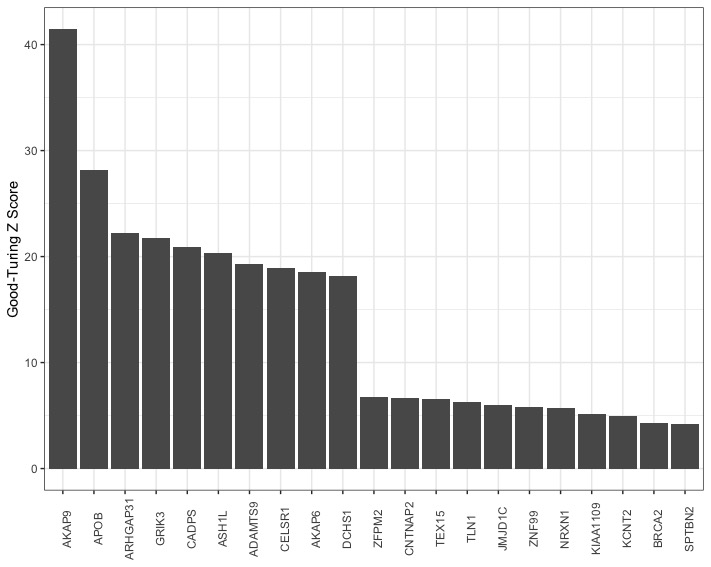 Good-Turing Z Score
40
30
20
10
0
AKAP9
APOB
ARHGAP31
GRIK3
CADPS
ASH1L
ADAMTS9
CELSR1
AKAP6
DCHS1
ZFPM2
CNTNAP2
TEX15
TLN1
JMJD1C
ZNF99
NRXN1
KIAA1109
KCNT2
BRCA2
SPTBN2